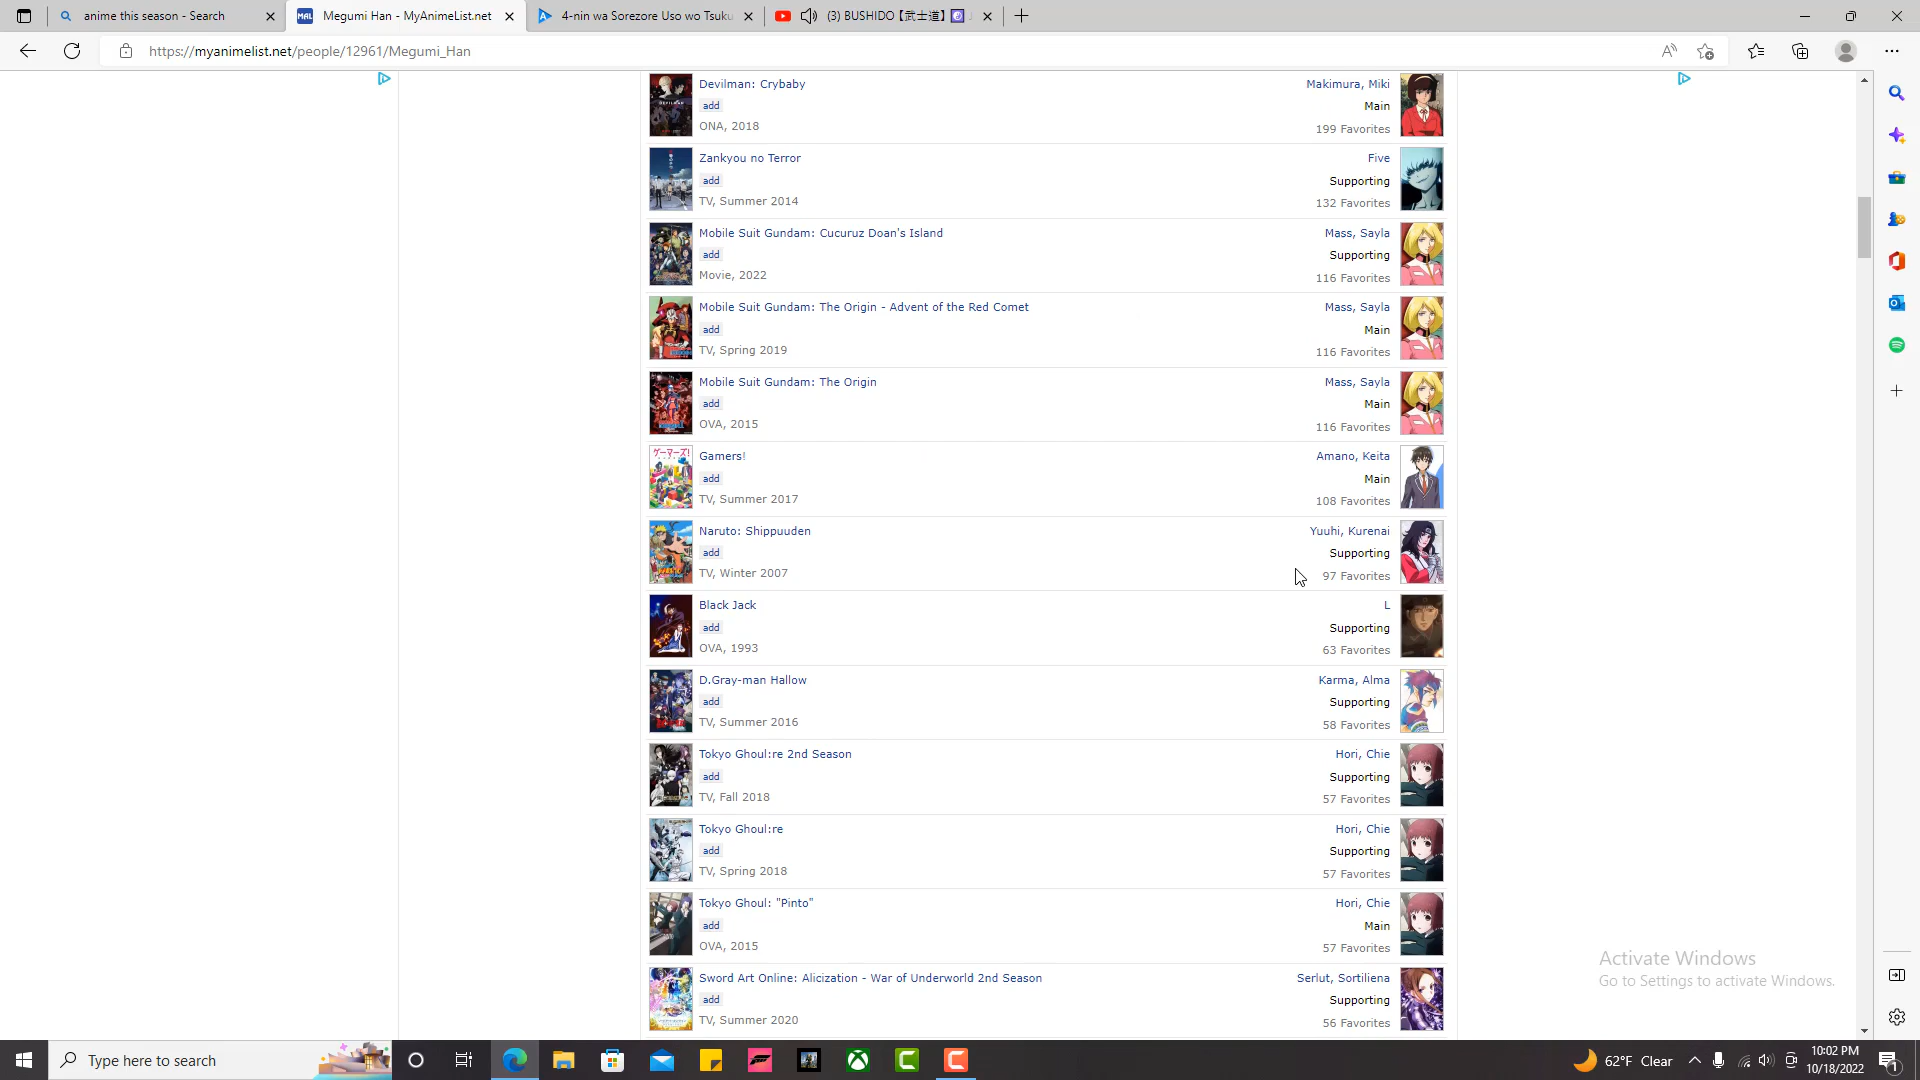 anime this season - Search
MAL
Megumi Han - MyAnimeList.net
4-nin wa Sorezore Uso wo Tsuku
(3) BUSHIDO【武士道】
https://myanimelist.net/people/12961/Megumi_Han
Devilman: Crybaby
Makimura, Miki
add
Main
ONA, 2018
199 Favorites
Zankyou no Terror
Five
add
Supporting
TV, Summer 2014
132 Favorites
Mobile Suit Gundam: Cucuruz Doan's Island
Mass, Sayla
add
Supporting
Movie, 2022
116 Favorites
Mobile Suit Gundam: The Origin - Advent of the Red Comet
Mass, Sayla
add
Main
TV, Spring 2019
116 Favorites
Mobile Suit Gundam: The Origin
Mass, Sayla
add
Main
OVA, 2015
116 Favorites
ゲーマーズ!
Gamers!
Amano, Keita
add
Main
TV, Summer 2017
108 Favorites
Naruto: Shippuuden
Yuuhi, Kurenai
add
Supporting
TV, Winter 2007
97 Favorites
Black Jack
L
add
Supporting
OVA, 1993
63 Favorites
D.Gray-man Hallow
Karma, Alma
add
Supporting
TV, Summer 2016
58 Favorites
Tokyo Ghoul:re 2nd Season
Hori, Chie
add
Supporting
TV, Fall 2018
57 Favorites
Tokyo Ghoul:re
Hori, Chie
add
Supporting
TV, Spring 2018
57 Favorites
Tokyo Ghoul: "Pinto"
Hori, Chie
add
Main
OVA, 2015
57 Favorites
Sword Art Online: Alicization - War of Underworld 2nd Season
Serlut, Sortiliena
add
Supporting
TV, Summer 2020
56 Favorites
Activate Windows
Go to Settings to activate Windows.
Type here to search
62°F Clear
10:02 PM
10/18/2022
1